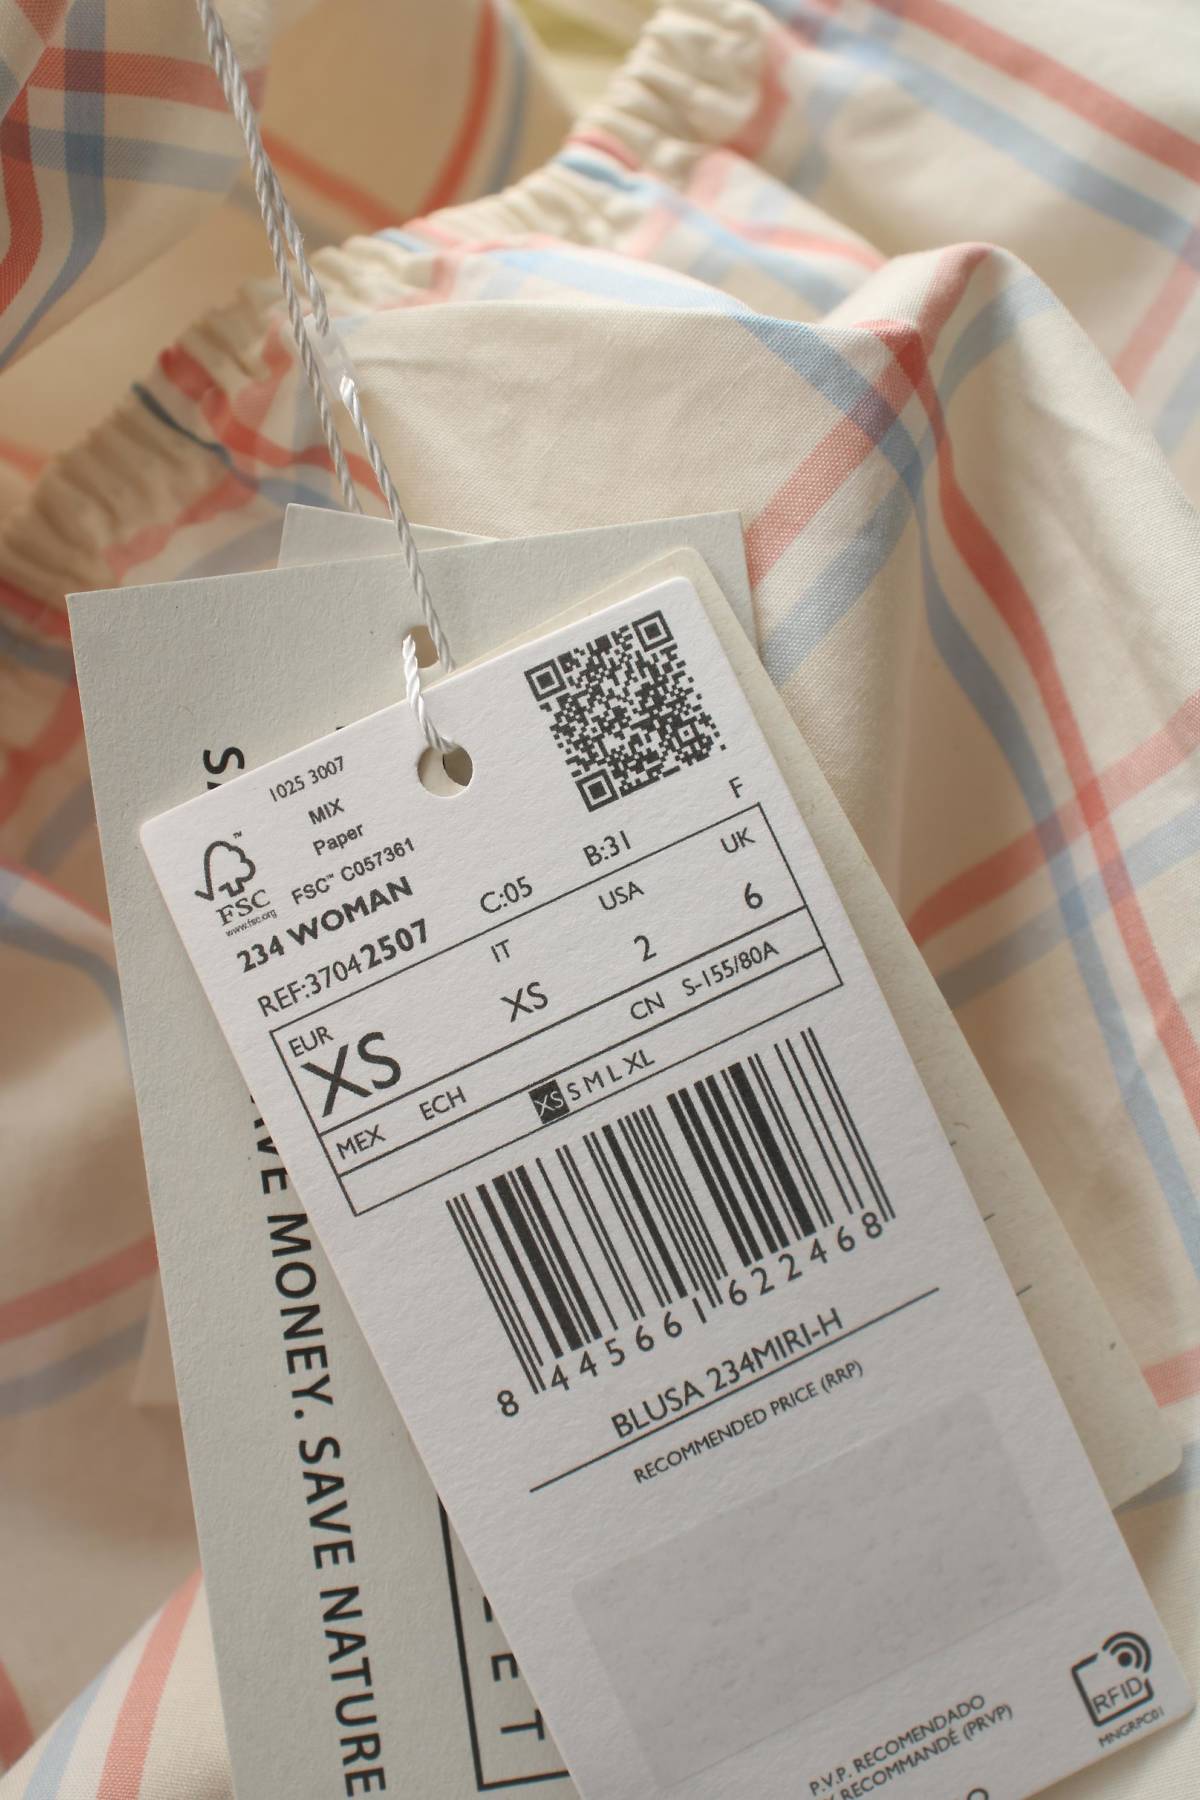 1025 3007
MIX
Paper
FSC™ C057361
™
FSC
www.fsc.org
234 WOMAN
REF:37042507
C:05
B:31
F
EUR
XS
IT
XS
USA
2
UK
6
MEX
ECH
CN S-155/80A
XS S M L XL
8 445661 622468
BLUSA 234MIRI-H
RECOMMENDED PRICE (RRP)
RFID
MNGRPC01
P.V.P. RECOMENDADO
RECOMMANDÉ (PRVP)
MONEY. SAVE NATURE
E T